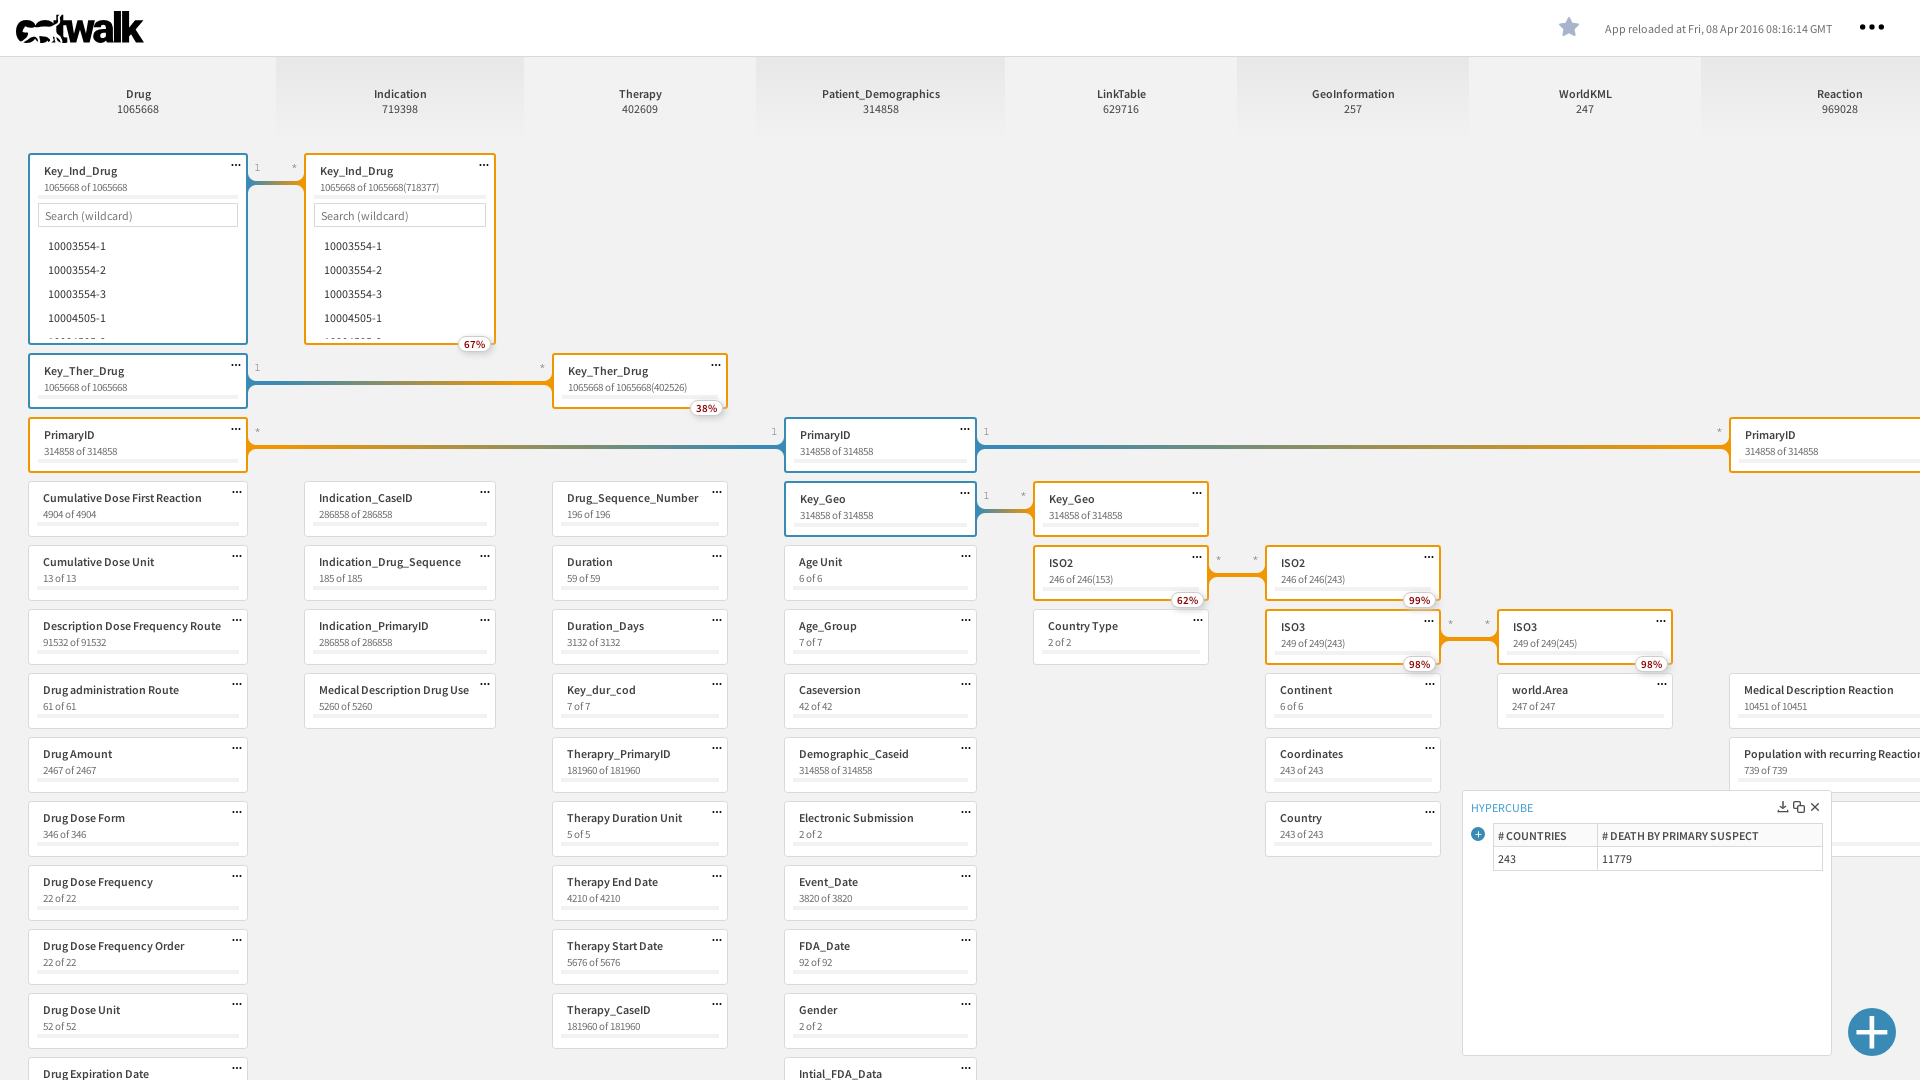 catwalk
App reloaded at Fri, 08 Apr 2016 08:16:14 GMT
Drug
1065668
Indication
719398
Therapy
402609
Patient_Demographics
314858
LinkTable
629716
GeoInformation
257
WorldKML
247
Reaction
969028
Key_Ind_Drug
1065668 of 1065668
Search (wildcard)
10003554-1
10003554-2
10003554-3
10004505-1
1
*
Key_Ind_Drug
1065668 of 1065668(718377)
Search (wildcard)
10003554-1
10003554-2
10003554-3
10004505-1
67%
Key_Ther_Drug
1065668 of 1065668
1
*
Key_Ther_Drug
1065668 of 1065668(402526)
38%
PrimaryID
314858 of 314858
*
1
PrimaryID
314858 of 314858
1
*
PrimaryID
314858 of 314858
Cumulative Dose First Reaction
4904 of 4904
Indication_CaseID
286858 of 286858
Drug_Sequence_Number
196 of 196
Key_Geo
314858 of 314858
1
*
Key_Geo
314858 of 314858
Cumulative Dose Unit
13 of 13
Indication_Drug_Sequence
185 of 185
Duration
59 of 59
Age Unit
6 of 6
ISO2
246 of 246(153)
62%
*
*
ISO2
246 of 246(243)
99%
Description Dose Frequency Route
91532 of 91532
Indication_PrimaryID
286858 of 286858
Duration_Days
3132 of 3132
Age_Group
7 of 7
Country Type
2 of 2
ISO3
249 of 249(243)
98%
*
*
ISO3
249 of 249(245)
98%
Drug administration Route
61 of 61
Medical Description Drug Use
5260 of 5260
Key_dur_cod
7 of 7
Caseversion
42 of 42
Continent
6 of 6
world.Area
247 of 247
Medical Description Reaction
10451 of 10451
Drug Amount
2467 of 2467
Therapry_PrimaryID
181960 of 181960
Demographic_Caseid
314858 of 314858
Coordinates
243 of 243
Population with recurring Reaction
739 of 739
Drug Dose Form
346 of 346
Therapy Duration Unit
5 of 5
Electronic Submission
2 of 2
Country
243 of 243
HYPERCUBE
# COUNTRIES
# DEATH BY PRIMARY SUSPECT
243
11779
Drug Dose Frequency
22 of 22
Therapy End Date
4210 of 4210
Event_Date
3820 of 3820
Drug Dose Frequency Order
22 of 22
Therapy Start Date
5676 of 5676
FDA_Date
92 of 92
Drug Dose Unit
52 of 52
Therapy_CaseID
181960 of 181960
Gender
2 of 2
Drug Expiration Date
Intial_FDA_Data